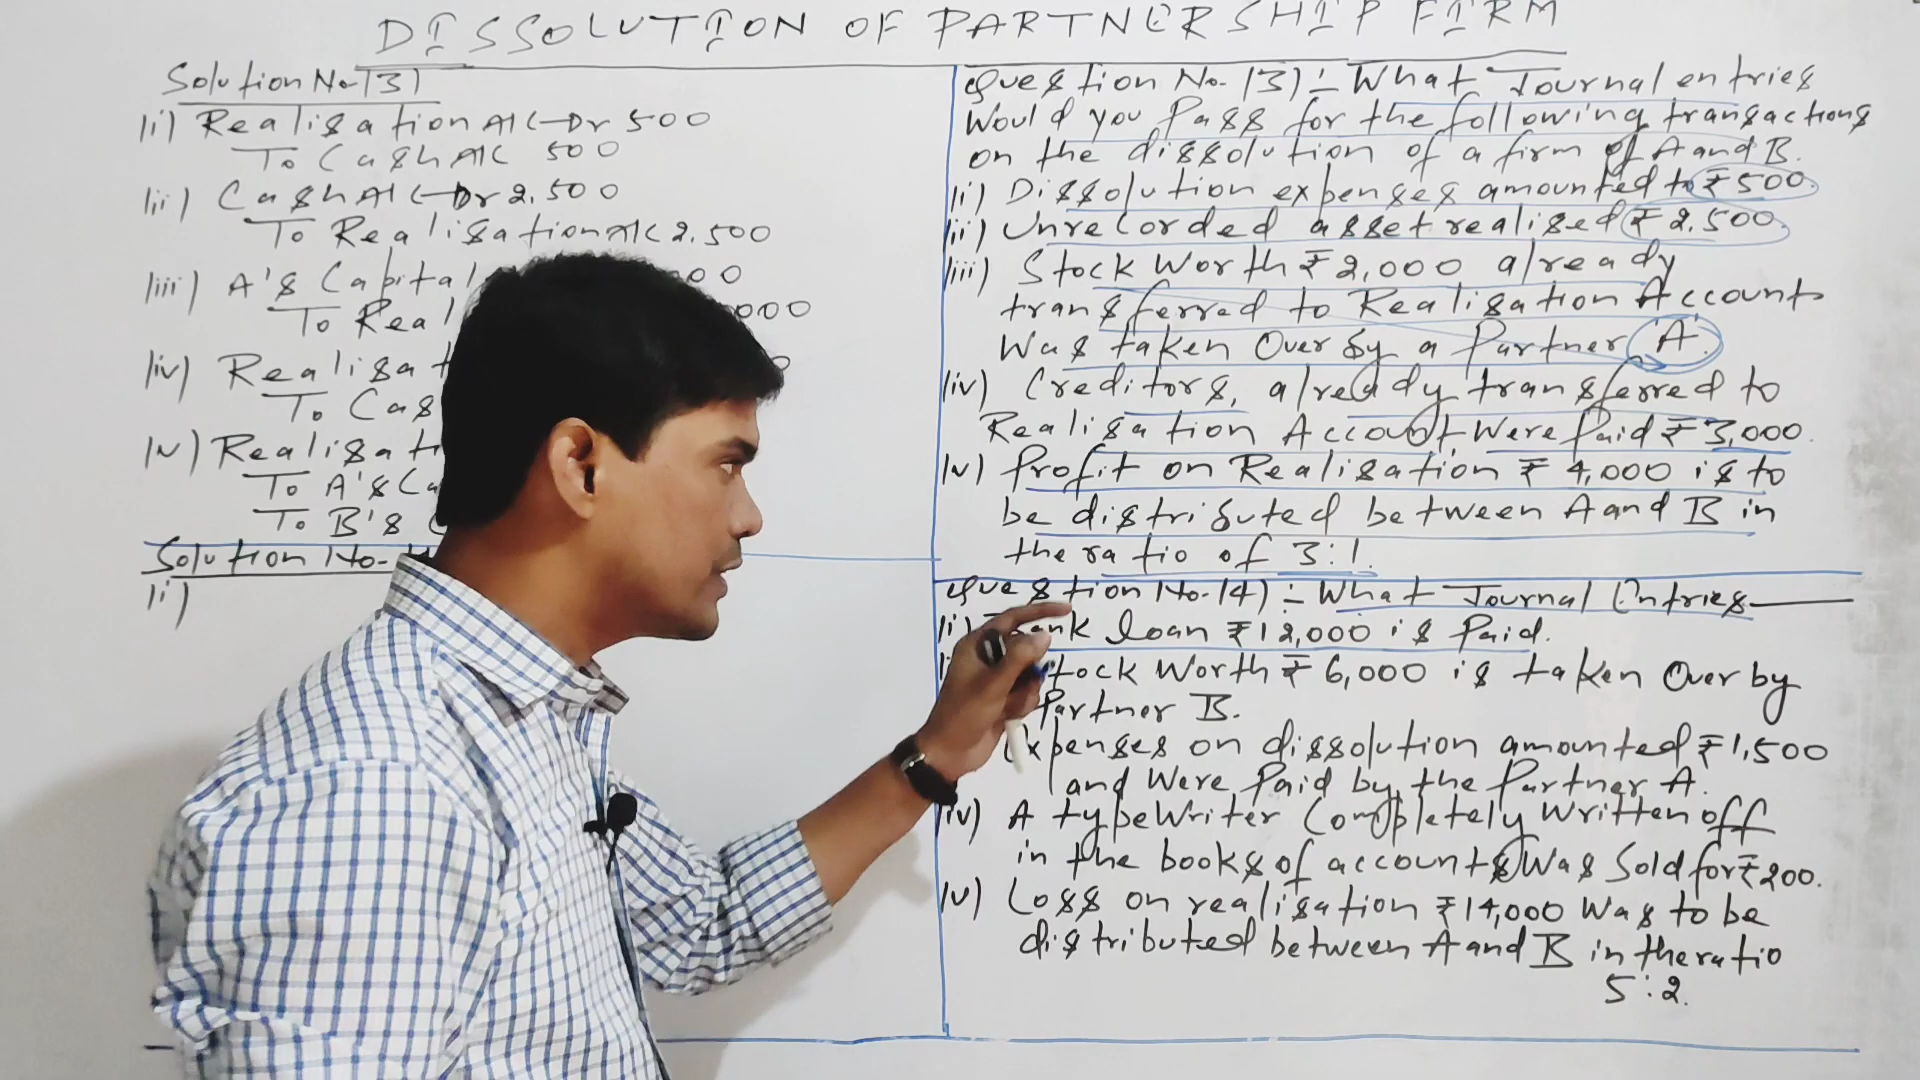 DISSOLUTION OF PARTNERSHIP FIRM
Solution No-13)
(i) Realisation A/C-Dr 500
To Cash A/C 500
(ii) Cash A/C-Dr 2,500
To Realisation A/C 2,500
(iii) A's Capital
To Real 000
(iv) Realisat
To Cas
(v) Realisati
To A's Ca
To B's C
Solution No-
(i)
Question No. 13):- What Journal entries
Would you Pass for the following transactions
on the dissolution of a firm of A and B.
(i) Dissolution expenses amounted to ₹500.
(ii) Unrecorded asset realised ₹ 2,500.
(iii) Stock Worth ₹ 2,000 already
transferred to Realisation Account
Was taken Over by a Partner 'A'.
(iv) Creditors, already transferred to
Realisation Account Were Paid ₹ 3,000.
(v) Profit on Realisation ₹ 4,000 is to
be distributed between A and B in
the ratio of 3:1.
Question No.14):- What Journal Entries
(i) Bank loan ₹12,000 is Paid.
tock Worth ₹ 6,000 is taken Over by
Partner B.
Expenses on dissolution amounted ₹1,500
and Were Paid by the Partner A.
(iv) A typeWriter Completely Written off
in the books of accounts Was Sold for ₹200.
(v) Loss on realisation ₹14,000 Was to be
distributed between A and B in the ratio
5:2.